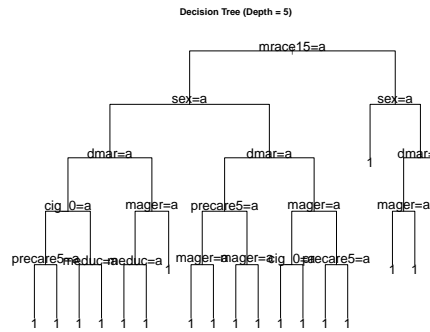 Decision Tree (Depth = 5)
mrace15=a
sex=a sex=a
dmar=a dmar=a 1 dmar=
cig_0=a mager=a precare5=a mager=a mager=a
precare5=a meduc=a meduc=a 1 mager=a mager=a cig_0=a precare5=a 1 1
1 1 1 1 1 1 1 1 1 1 1 1 1 1